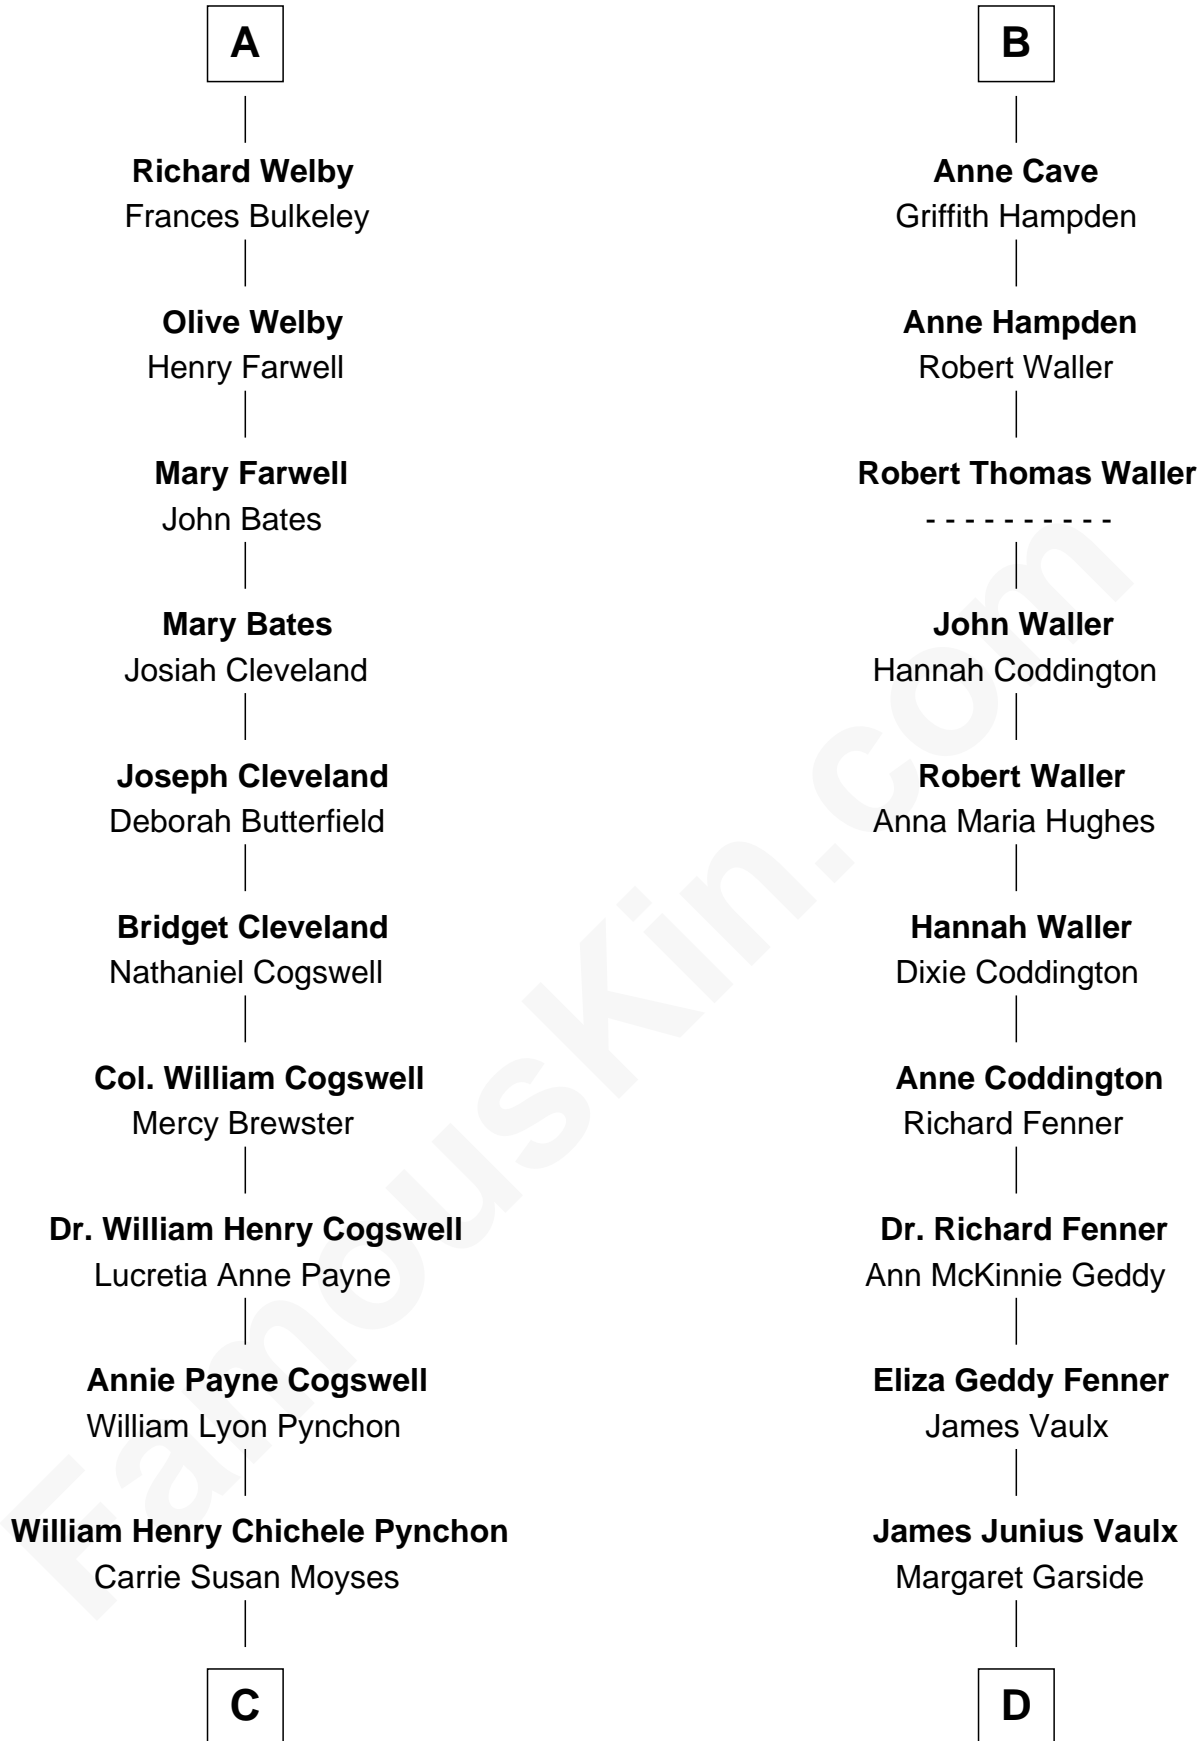 A
Richard Welby
Frances Bulkeley
Olive Welby
Henry Farwell
Mary Farwell
John Bates
Mary Bates
Josiah Cleveland
Joseph Cleveland
Deborah Butterfield
Bridget Cleveland
Nathaniel Cogswell
Col. William Cogswell
Mercy Brewster
Dr. William Henry Cogswell
Lucretia Anne Payne
Annie Payne Cogswell
William Lyon Pynchon
William Henry Chichele Pynchon
Carrie Susan Moyses
C
B
Anne Cave
Griffith Hampden
Anne Hampden
Robert Waller
Robert Thomas Waller
- - - - - - - - - -
John Waller
Hannah Coddington
Robert Waller
Anna Maria Hughes
Hannah Waller
Dixie Coddington
Anne Coddington
Richard Fenner
Dr. Richard Fenner
Ann McKinnie Geddy
Eliza Geddy Fenner
James Vaulx
James Junius Vaulx
Margaret Garside
D
FamousKin.com